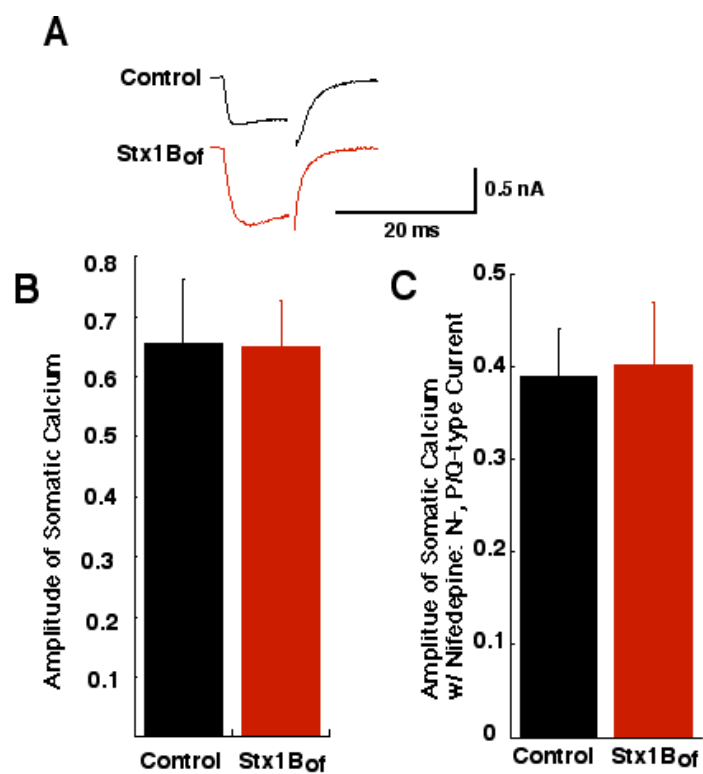 A
Control
Stx1Bof
0.5 nA
20 ms
B
Amplitude of Somatic Calcium
0.8
0.7
0.6
0.5
0.4
0.3
0.2
0.1
Control
Stx1Bof
C
Amplitue of Somatic Calcium
w/ Nifedepine: N-, P/Q-type Current
0.5
0.4
0.3
0.2
0.1
0
Control
Stx1Bof